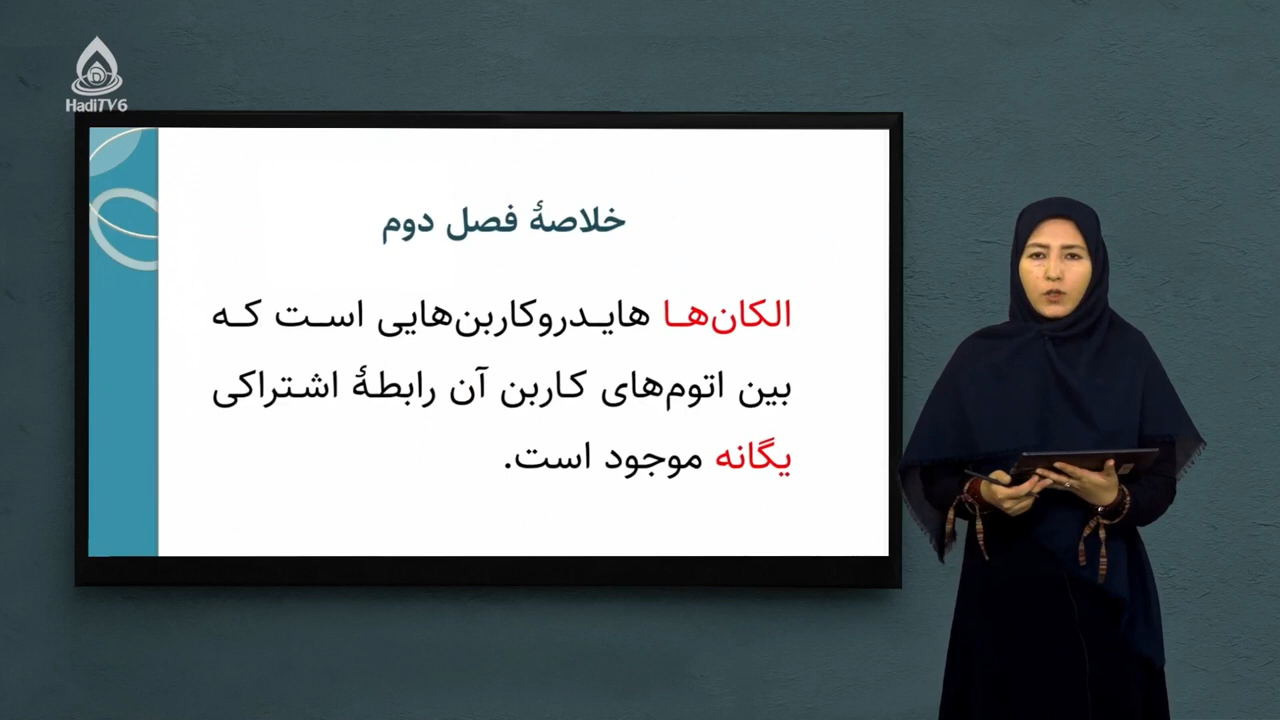 HadiTV6
خلاصهٔ فصل دوم
الکان‌ها هایدروکاربن‌هایی است که
بین اتوم‌های کاربن آن رابطهٔ اشتراکی
یگانه موجود است.